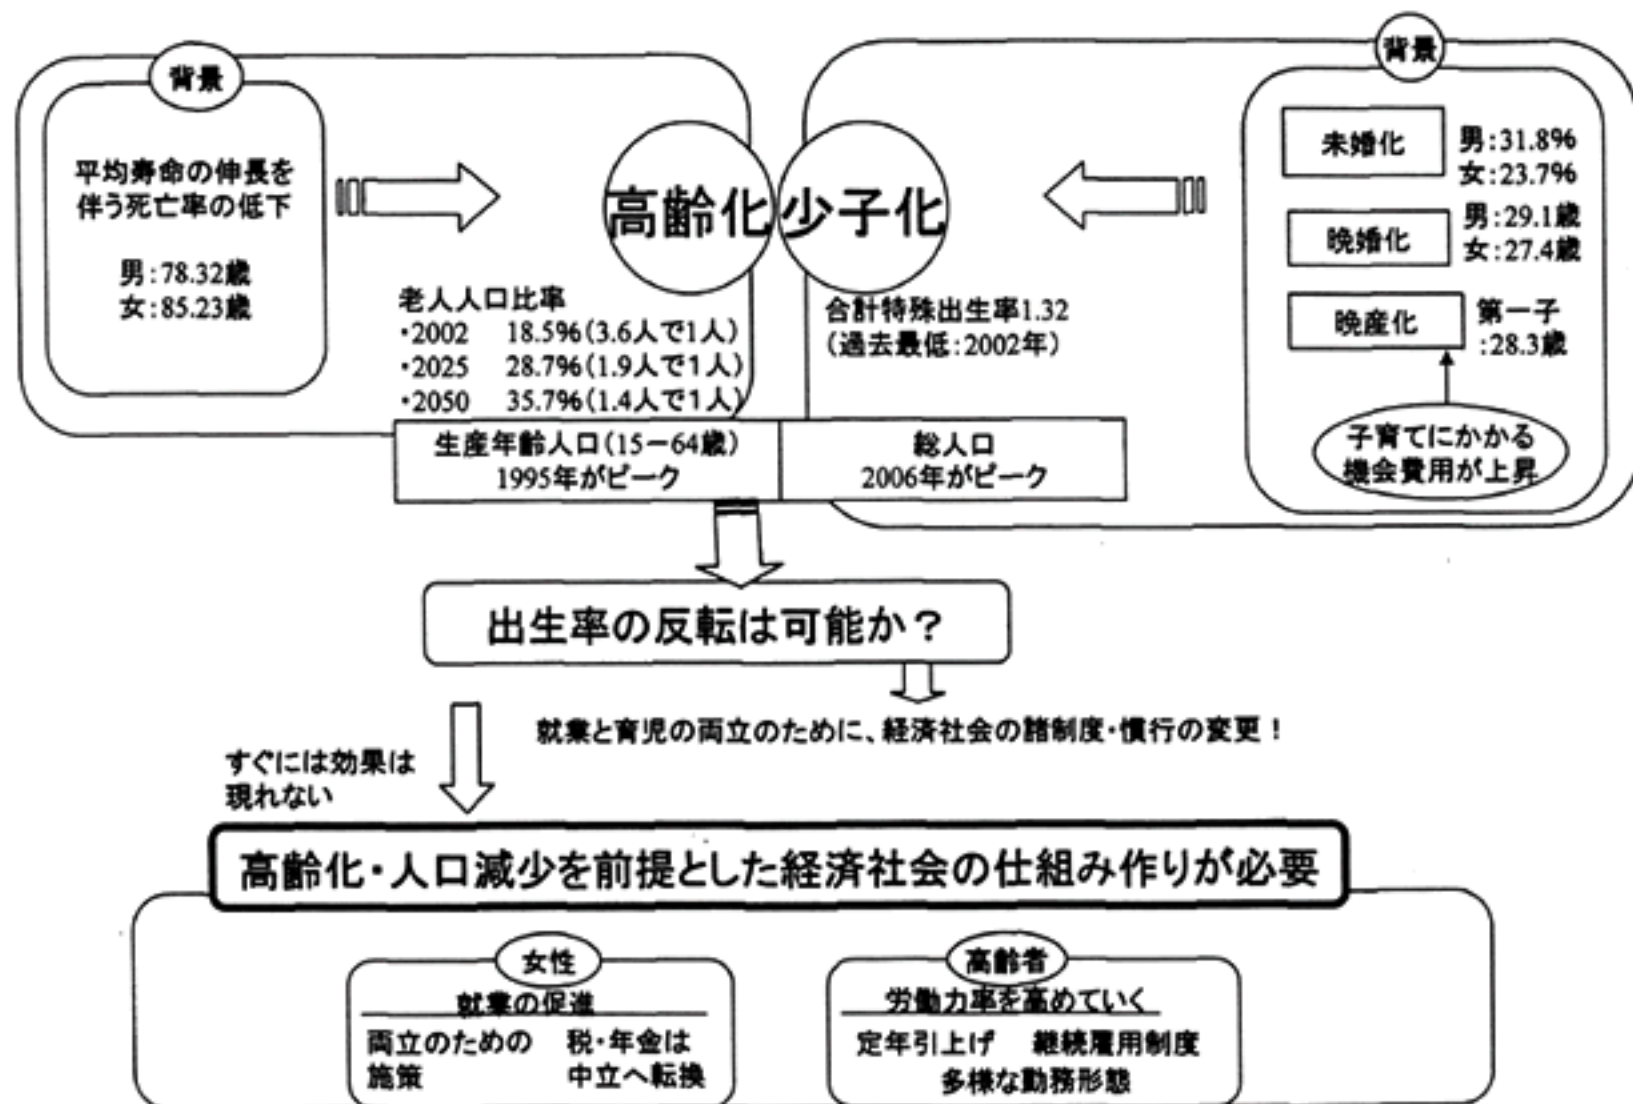 背景
平均寿命の伸長を
伴う死亡率の低下
男:78.32歳
女:85.23歳
高齢化
老人人口比率
・2002 18.5%(3.6人で1人)
・2025 28.7%(1.9人で1人)
・2050 35.7%(1.4人で1人)
少子化
合計特殊出生率1.32
(過去最低:2002年)
背景
未婚化
男:31.8%
女:23.7%
晩婚化
男:29.1歳
女:27.4歳
晩産化
第一子
:28.3歳
子育てにかかる
機会費用が上昇
生産年齢人口(15-64歳)
1995年がピーク
総人口
2006年がピーク
出生率の反転は可能か?
就業と育児の両立のために、経済社会の諸制度・慣行の変更!
すぐには効果は
現れない
高齢化・人口減少を前提とした経済社会の仕組み作りが必要
女性
就業の促進
両立のための
施策
税・年金は
中立へ転換
高齢者
労働力率を高めていく
定年引上げ 継続雇用制度
多様な勤務形態